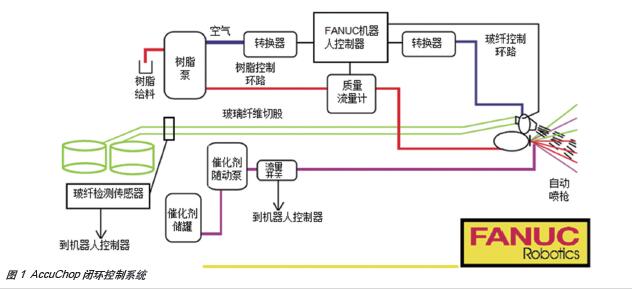 空气
转换器
FANUC机器
人控制器
转换器
玻纤控制
环路
树脂
泵
树脂控制
环路
树脂
给料
质量
流量计
玻璃纤维切股
催化剂
随动泵
流量
开关
自动
喷枪
玻纤检测传感器
催化剂
储罐
到机器人控制器
到机器人控制器
FANUC
Robotics
图 1 AccuChop 闭环控制系统